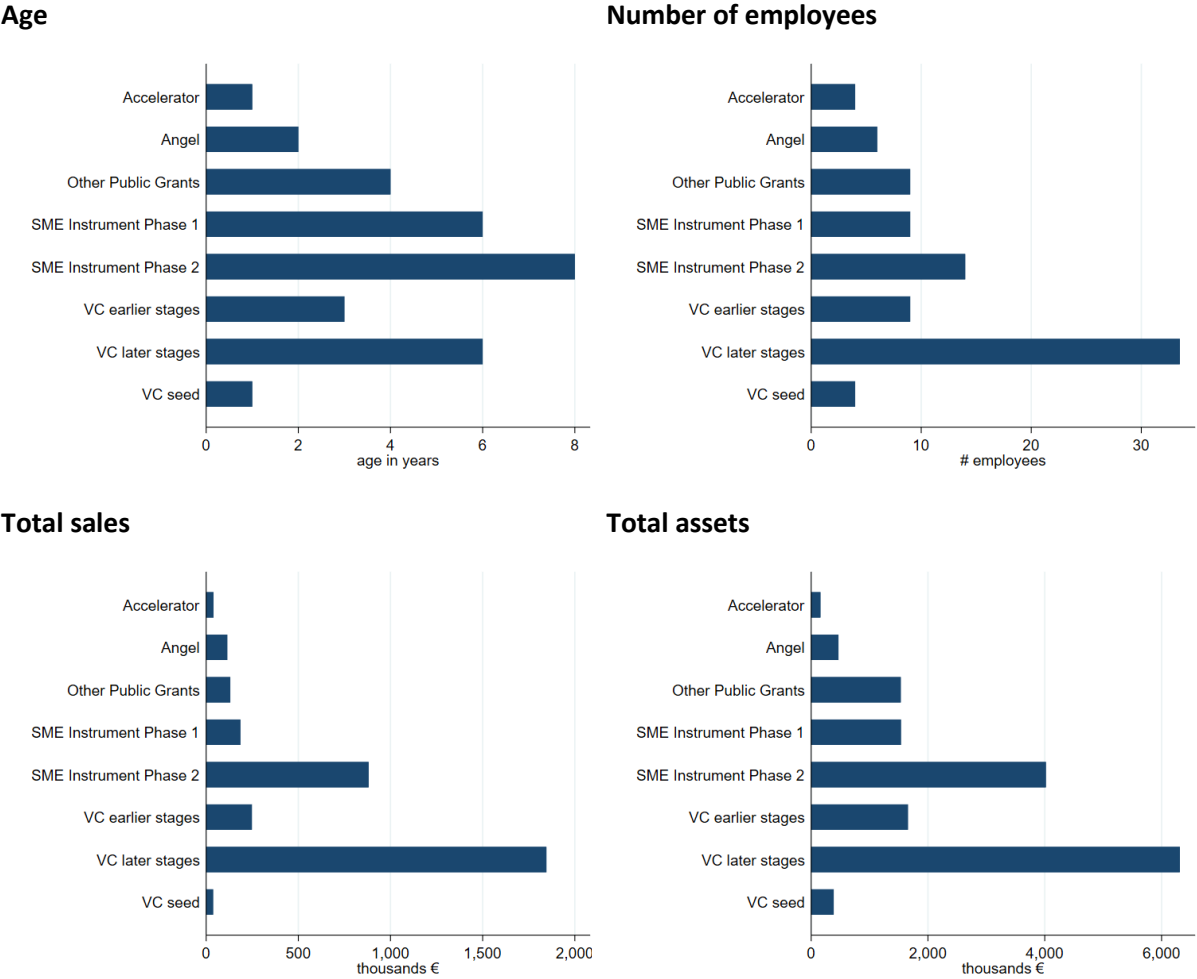 Age
Accelerator
Angel
Other Public Grants
SME Instrument Phase 1
SME Instrument Phase 2
VC earlier stages
VC later stages
VC seed
0 2 4 6 8
age in years
Number of employees
Accelerator
Angel
Other Public Grants
SME Instrument Phase 1
SME Instrument Phase 2
VC earlier stages
VC later stages
VC seed
0 10 20 30
# employees
Total sales
Accelerator
Angel
Other Public Grants
SME Instrument Phase 1
SME Instrument Phase 2
VC earlier stages
VC later stages
VC seed
0 500 1,000 1,500 2,000
thousands €
Total assets
Accelerator
Angel
Other Public Grants
SME Instrument Phase 1
SME Instrument Phase 2
VC earlier stages
VC later stages
VC seed
0 2,000 4,000 6,000
thousands €